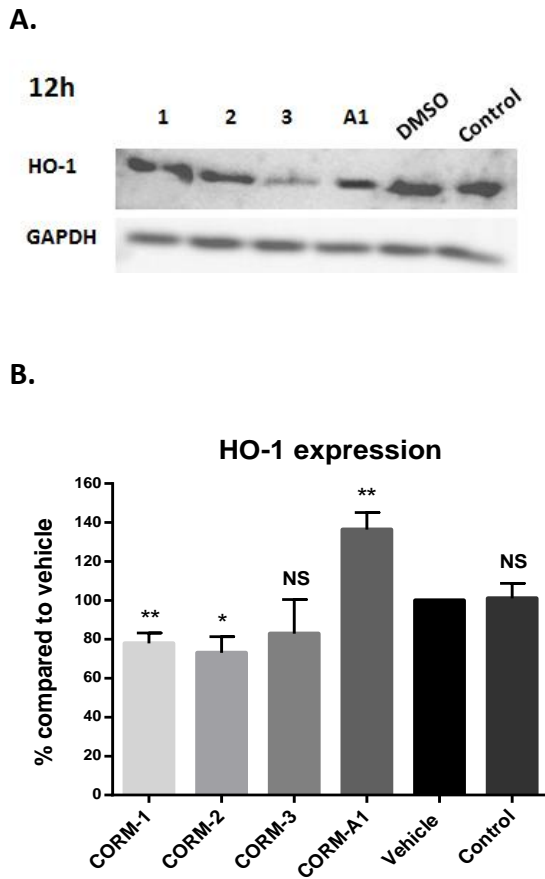 A.
12h
1 2 3 A1 DMSO Control
HO-1
GAPDH
B.
HO-1 expression
160
140
120
100
80
60
40
20
0
% compared to vehicle
** * NS ** NS
CORM-1 CORM-2 CORM-3 CORM-A1 Vehicle Control